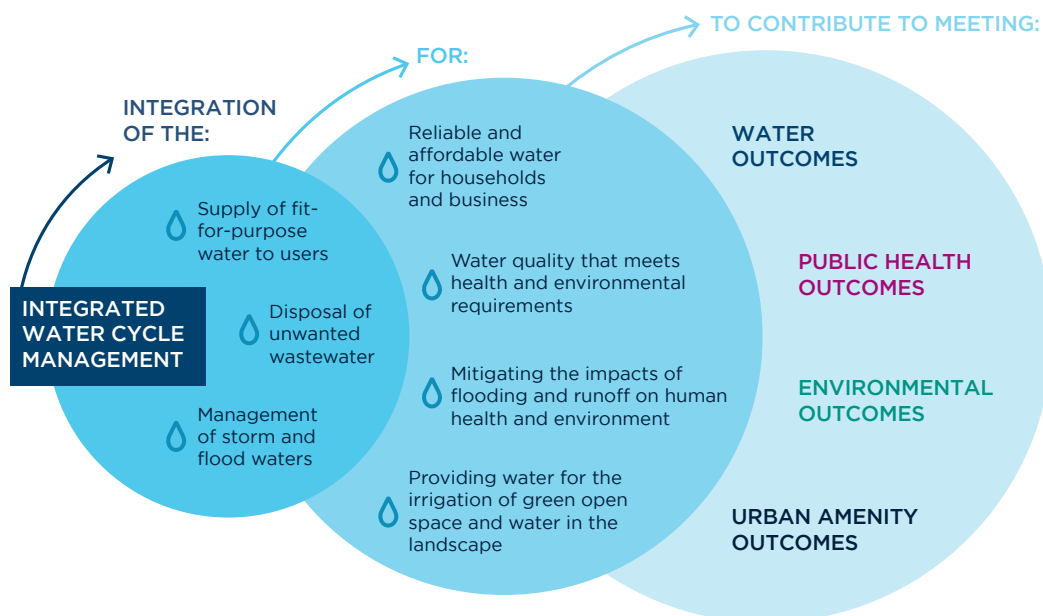 TO CONTRIBUTE TO MEETING:
FOR:
INTEGRATION
OF THE:
INTEGRATED
WATER CYCLE
MANAGEMENT
Supply of fit-
for-purpose
water to users
Disposal of
unwanted
wastewater
Management
of storm and
flood waters
Reliable and
affordable water
for households
and business
Water quality that meets
health and environmental
requirements
Mitigating the impacts of
flooding and runoff on human
health and environment
Providing water for the
irrigation of green open
space and water in the
landscape
WATER
OUTCOMES
PUBLIC HEALTH
OUTCOMES
ENVIRONMENTAL
OUTCOMES
URBAN AMENITY
OUTCOMES